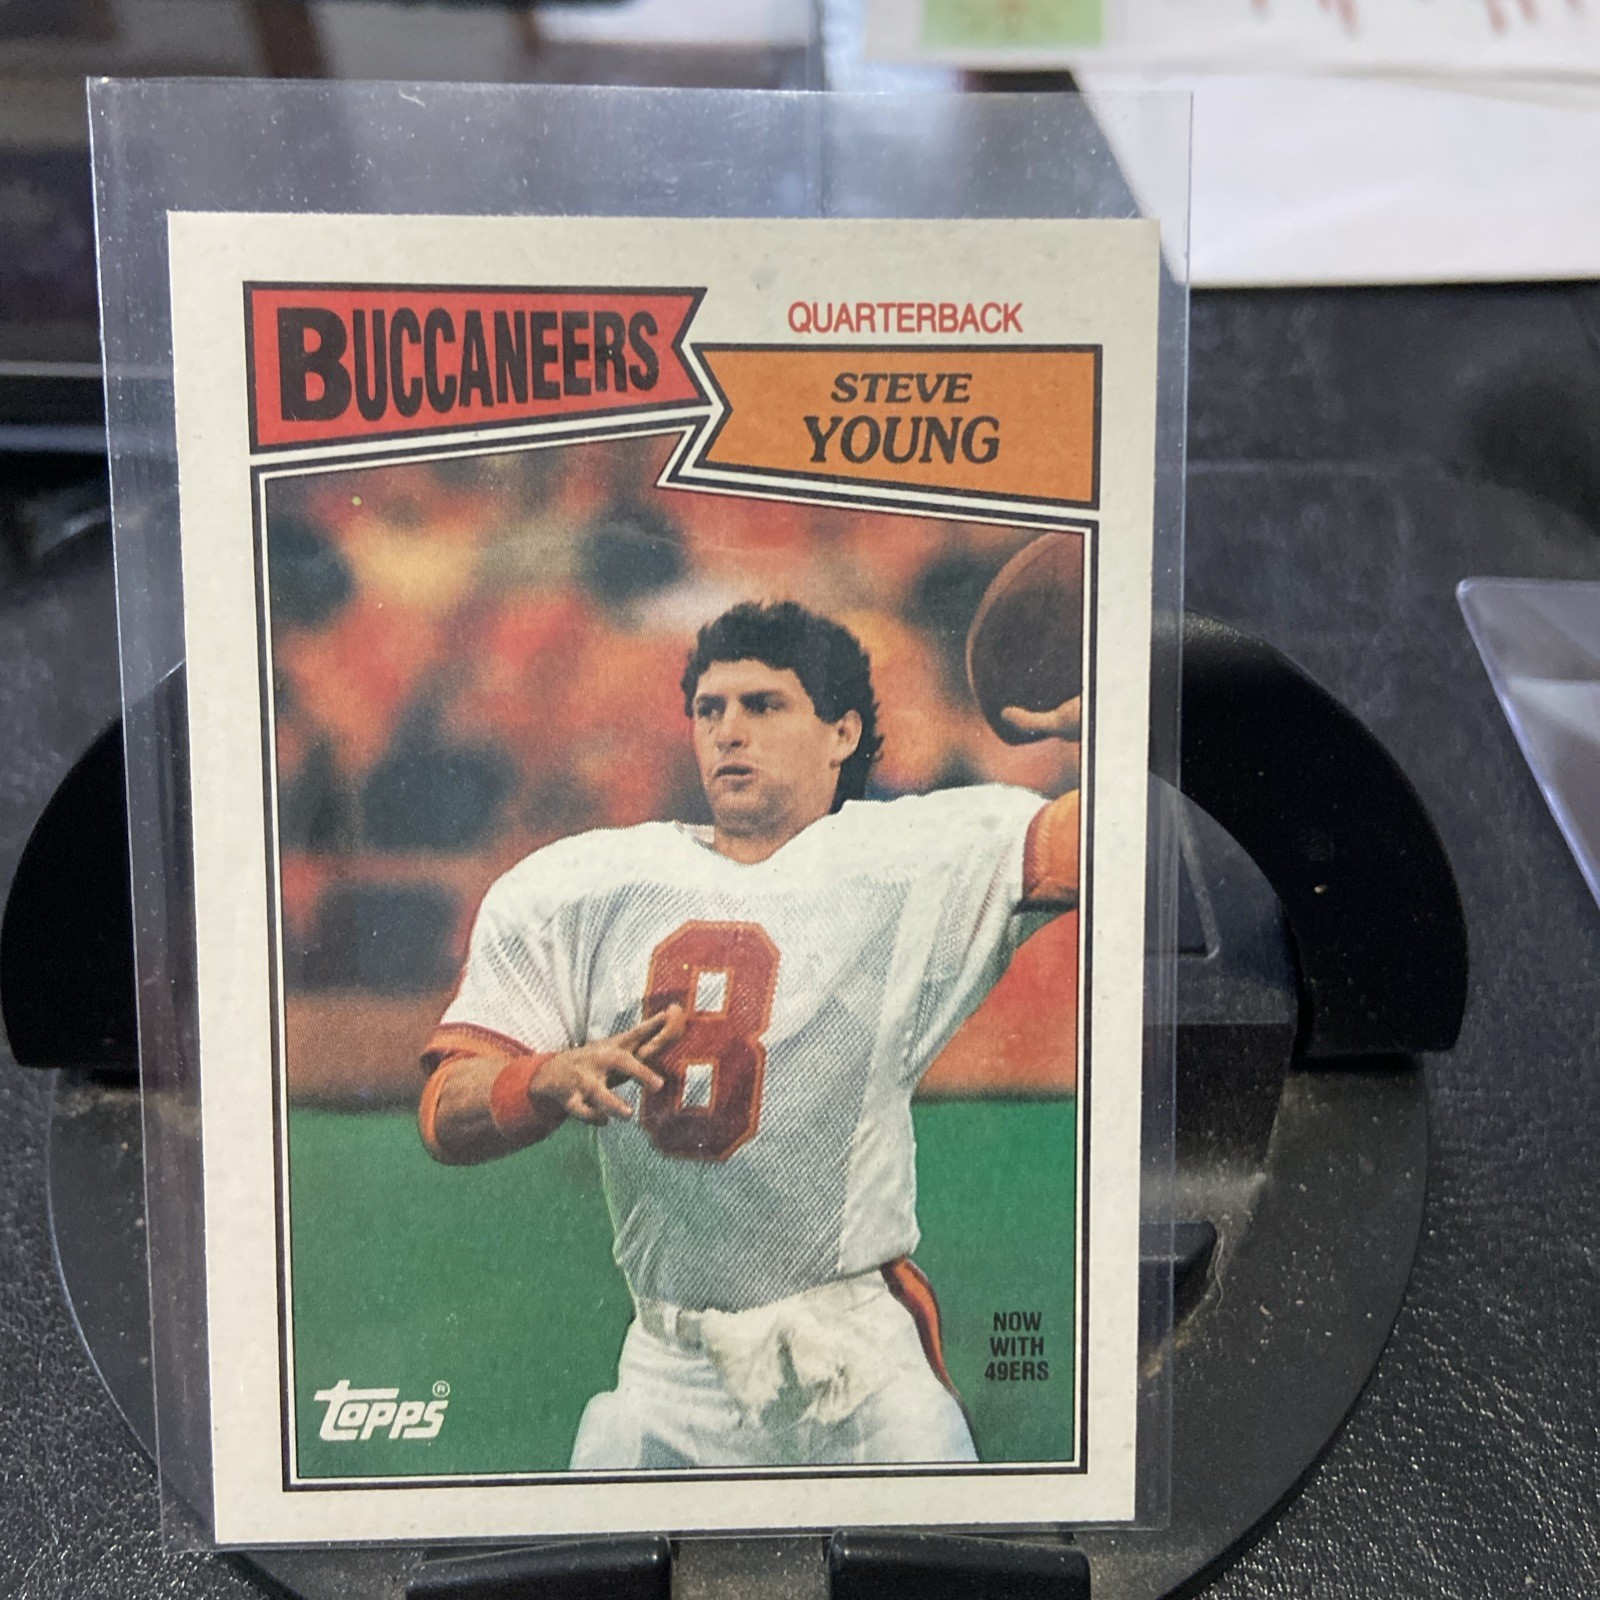 BUCCANEERS
QUARTERBACK
STEVE
YOUNG
8
NOW
WITH
49ERS
topps®